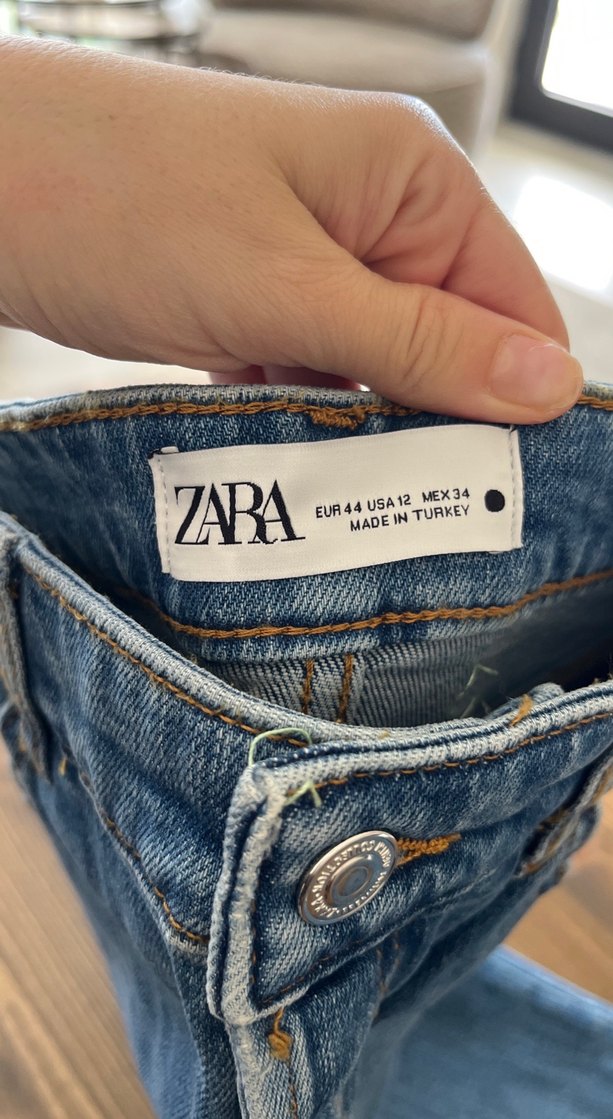 ZARA
EUR 44 USA 12 MEX 34
MADE IN TURKEY